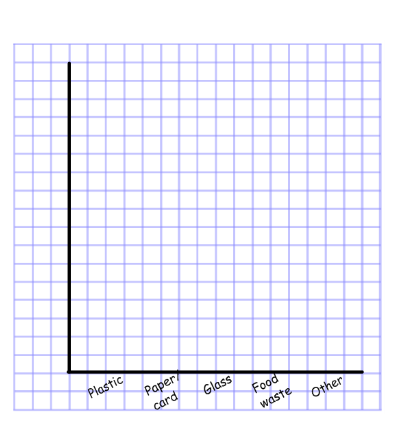 Plastic
Paper/
card
Glass
Food
waste
Other